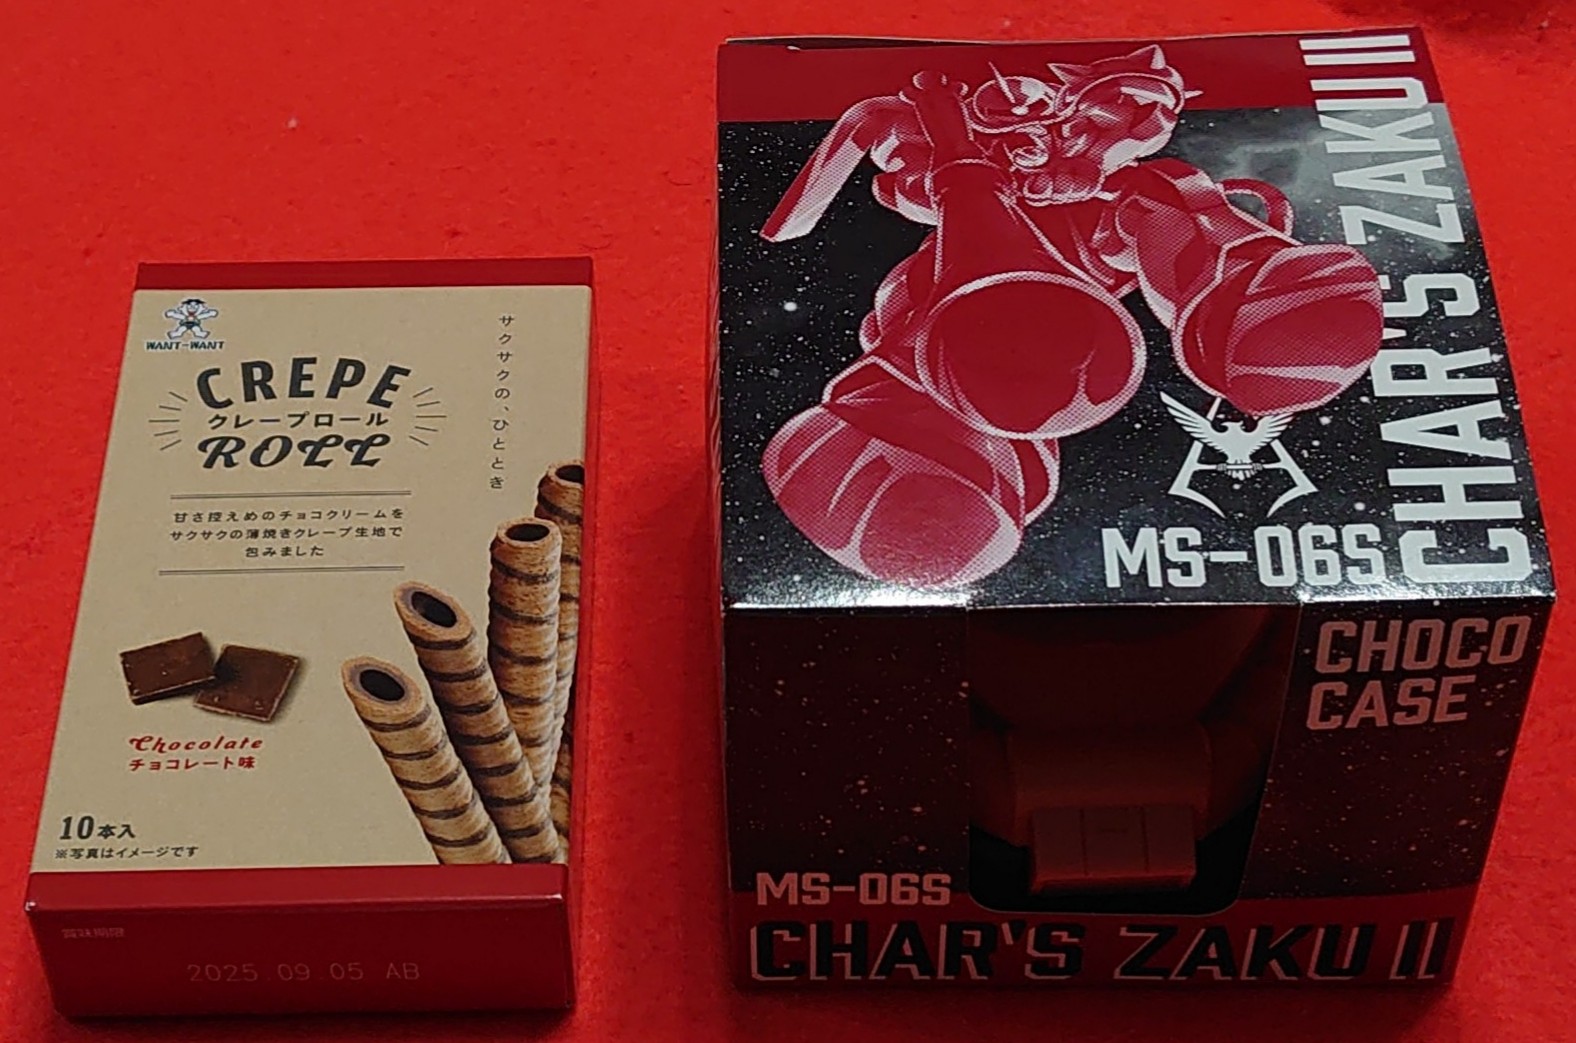 WANT-WANT
CREPE
クレープロール
ROLL
サクサクの、ひととき
甘さ控えめのチョコクリームを
サクサクの薄焼きクレープ生地で
包みました
Chocolate
チョコレート味
10本入
※写真はイメージです
賞味期限
2025.09.05 AB
CHAR'S ZAKU II
MS-06S
CHOCO
CASE
MS-06S
CHAR'S ZAKU II